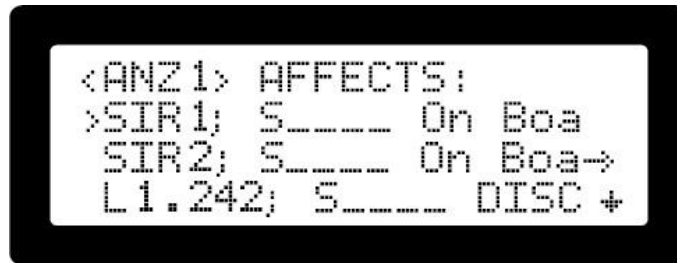 <ANZ1> AFFECTS:
>SIR1; S____ On Boa
SIR2; S____ On Boa→
L1.242; S____ DISC ↓